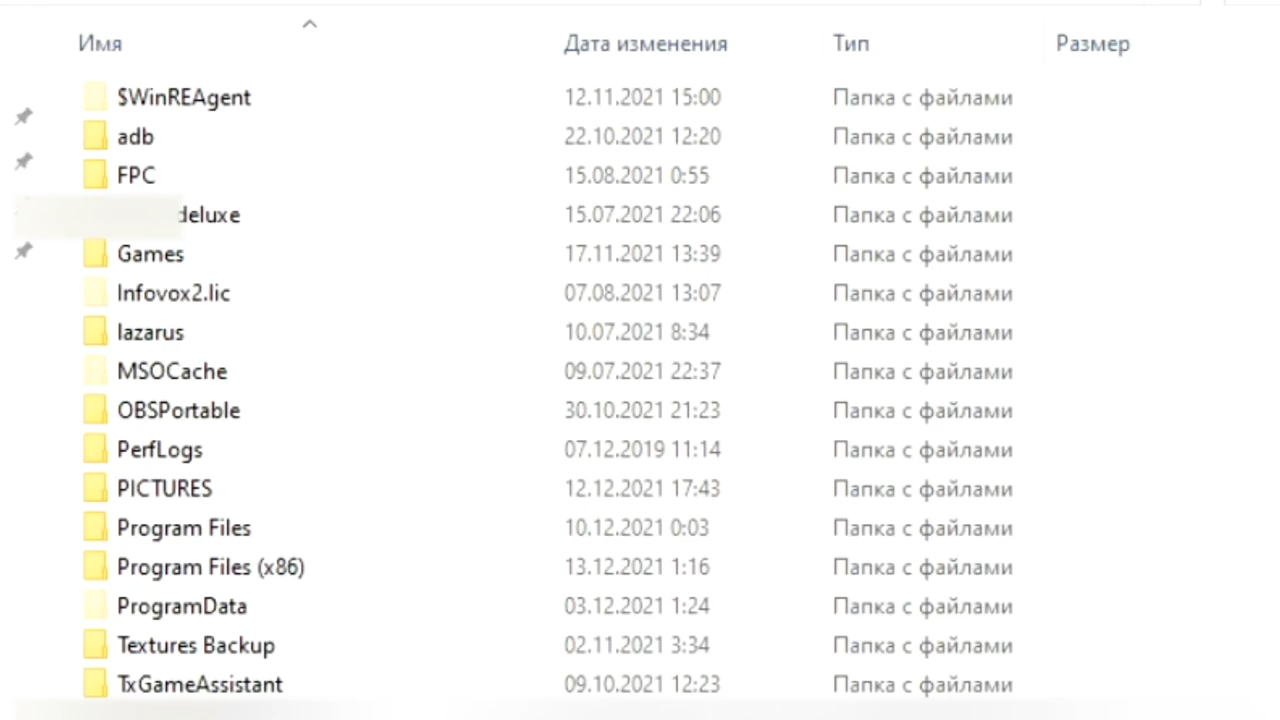 Имя Дата изменения Тип Размер
$WinREAgent 12.11.2021 15:00 Папка с файлами
adb 22.10.2021 12:20 Папка с файлами
FPC 15.08.2021 0:55 Папка с файлами
deluxe 15.07.2021 22:06 Папка с файлами
Games 17.11.2021 13:39 Папка с файлами
Infovox2.lic 07.08.2021 13:07 Папка с файлами
lazarus 10.07.2021 8:34 Папка с файлами
MSOCache 09.07.2021 22:37 Папка с файлами
OBSPortable 30.10.2021 21:23 Папка с файлами
PerfLogs 07.12.2019 11:14 Папка с файлами
PICTURES 12.12.2021 17:43 Папка с файлами
Program Files 10.12.2021 0:03 Папка с файлами
Program Files (x86) 13.12.2021 1:16 Папка с файлами
ProgramData 03.12.2021 1:24 Папка с файлами
Textures Backup 02.11.2021 3:34 Папка с файлами
TxGameAssistant 09.10.2021 12:23 Папка с файлами